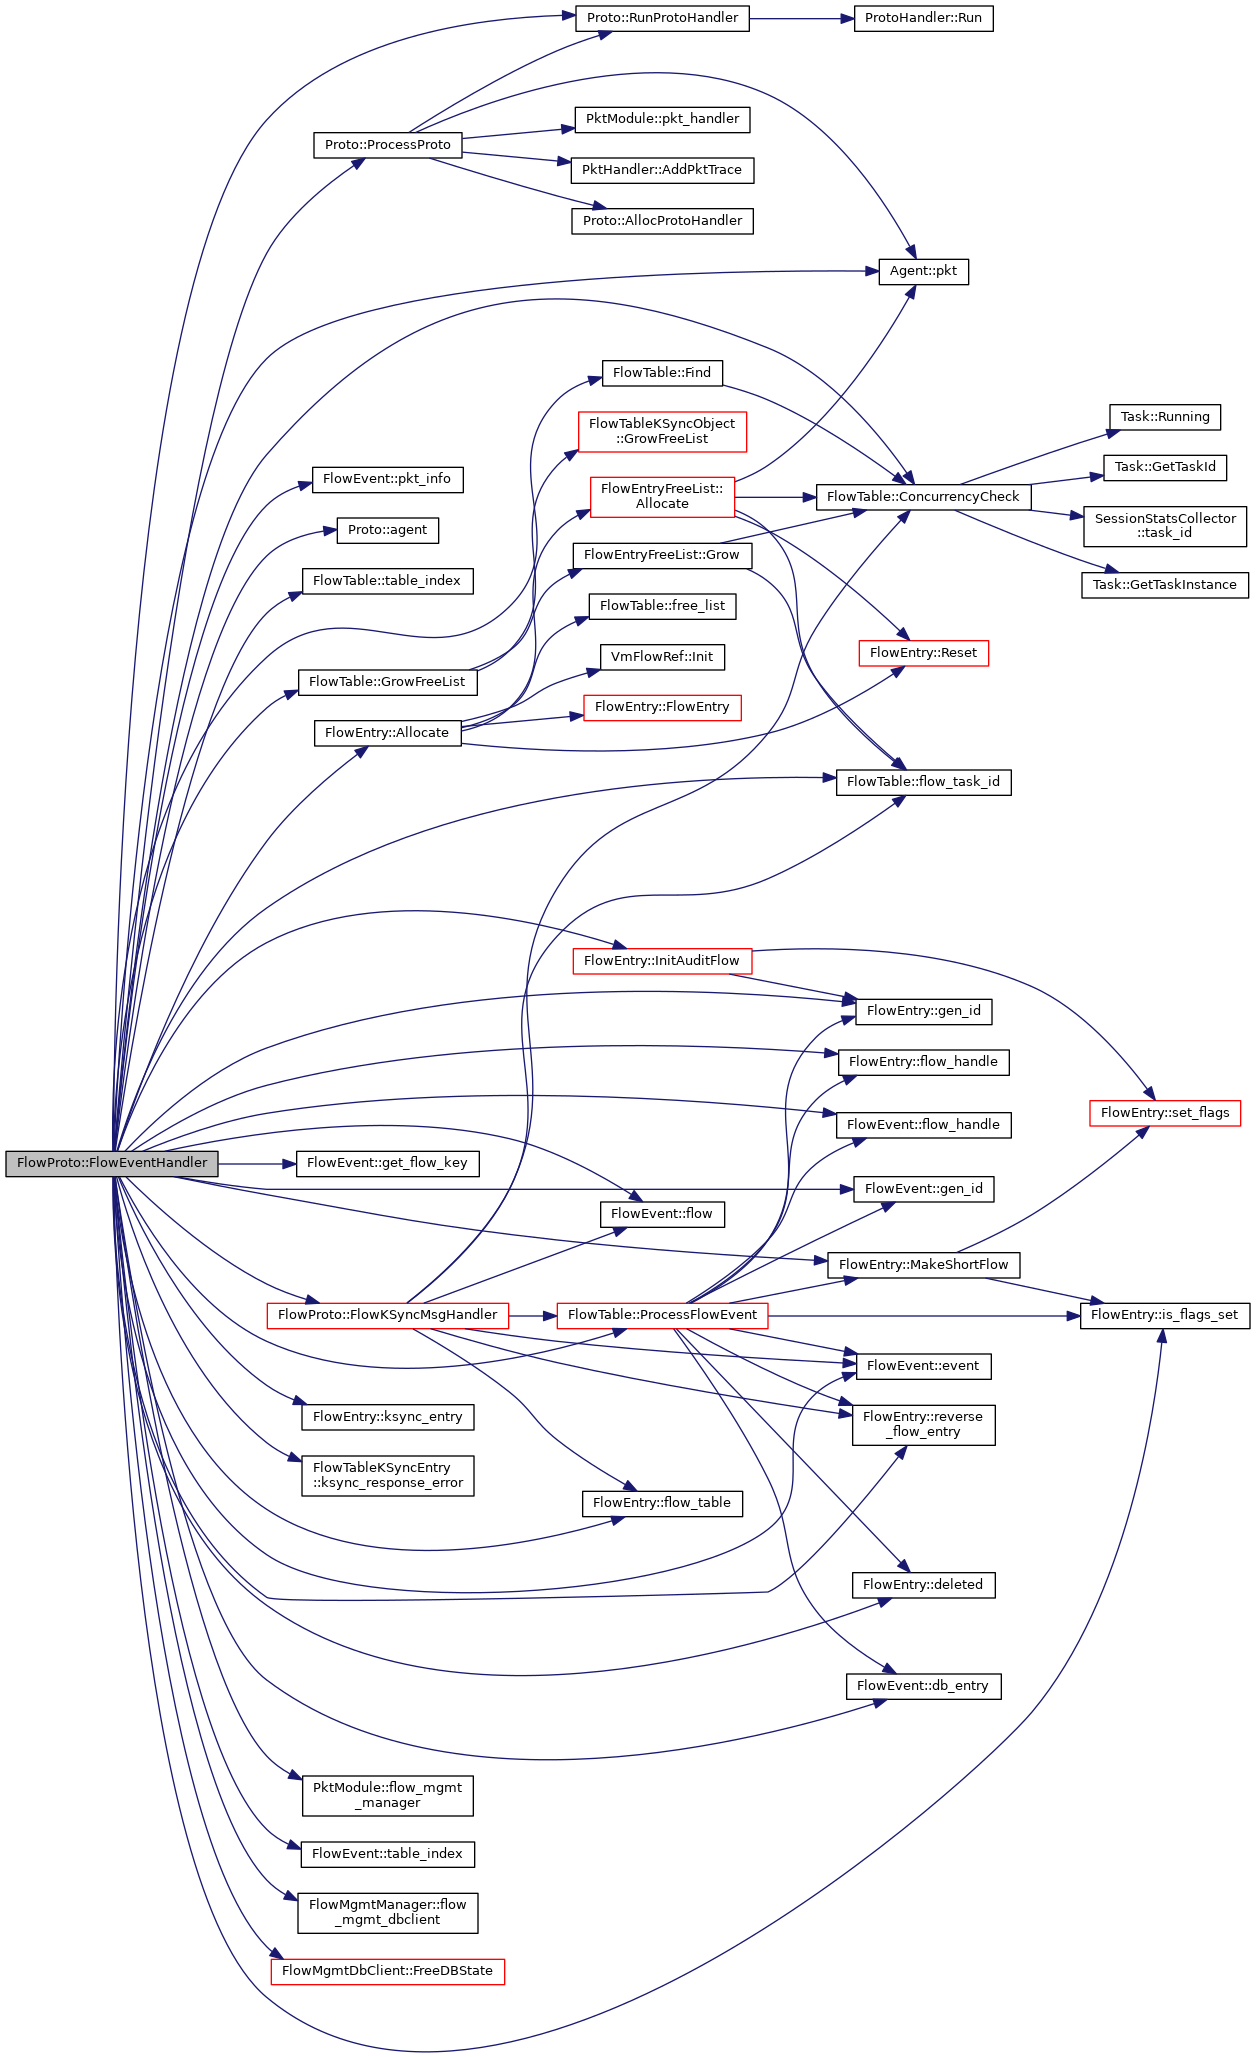 Proto::RunProtoHandler
ProtoHandler::Run
PktModule::pkt_handler
Proto::ProcessProto
PktHandler::AddPktTrace
Proto::AllocProtoHandler
Agent::pkt
FlowTable::Find
Task::Running
FlowTableKSyncObject
::GrowFreeList
Task::GetTaskId
FlowEvent::pkt_info
FlowEntryFreeList::
Allocate
FlowTable::ConcurrencyCheck
SessionStatsCollector
::task_id
Proto::agent
FlowEntryFreeList::Grow
FlowTable::table_index
Task::GetTaskInstance
FlowTable::free_list
VmFlowRef::Init
FlowEntry::Reset
FlowTable::GrowFreeList
FlowEntry::FlowEntry
FlowEntry::Allocate
FlowTable::flow_task_id
FlowEntry::InitAuditFlow
FlowEntry::gen_id
FlowEntry::flow_handle
FlowEntry::set_flags
FlowEvent::flow_handle
FlowProto::FlowEventHandler
FlowEvent::get_flow_key
FlowEvent::gen_id
FlowEvent::flow
FlowEntry::MakeShortFlow
FlowProto::FlowKSyncMsgHandler
FlowTable::ProcessFlowEvent
FlowEntry::is_flags_set
FlowEvent::event
FlowEntry::ksync_entry
FlowEntry::reverse
_flow_entry
FlowTableKSyncEntry
::ksync_response_error
FlowEntry::flow_table
FlowEntry::deleted
FlowEvent::db_entry
PktModule::flow_mgmt
_manager
FlowEvent::table_index
FlowMgmtManager::flow
_mgmt_dbclient
FlowMgmtDbClient::FreeDBState